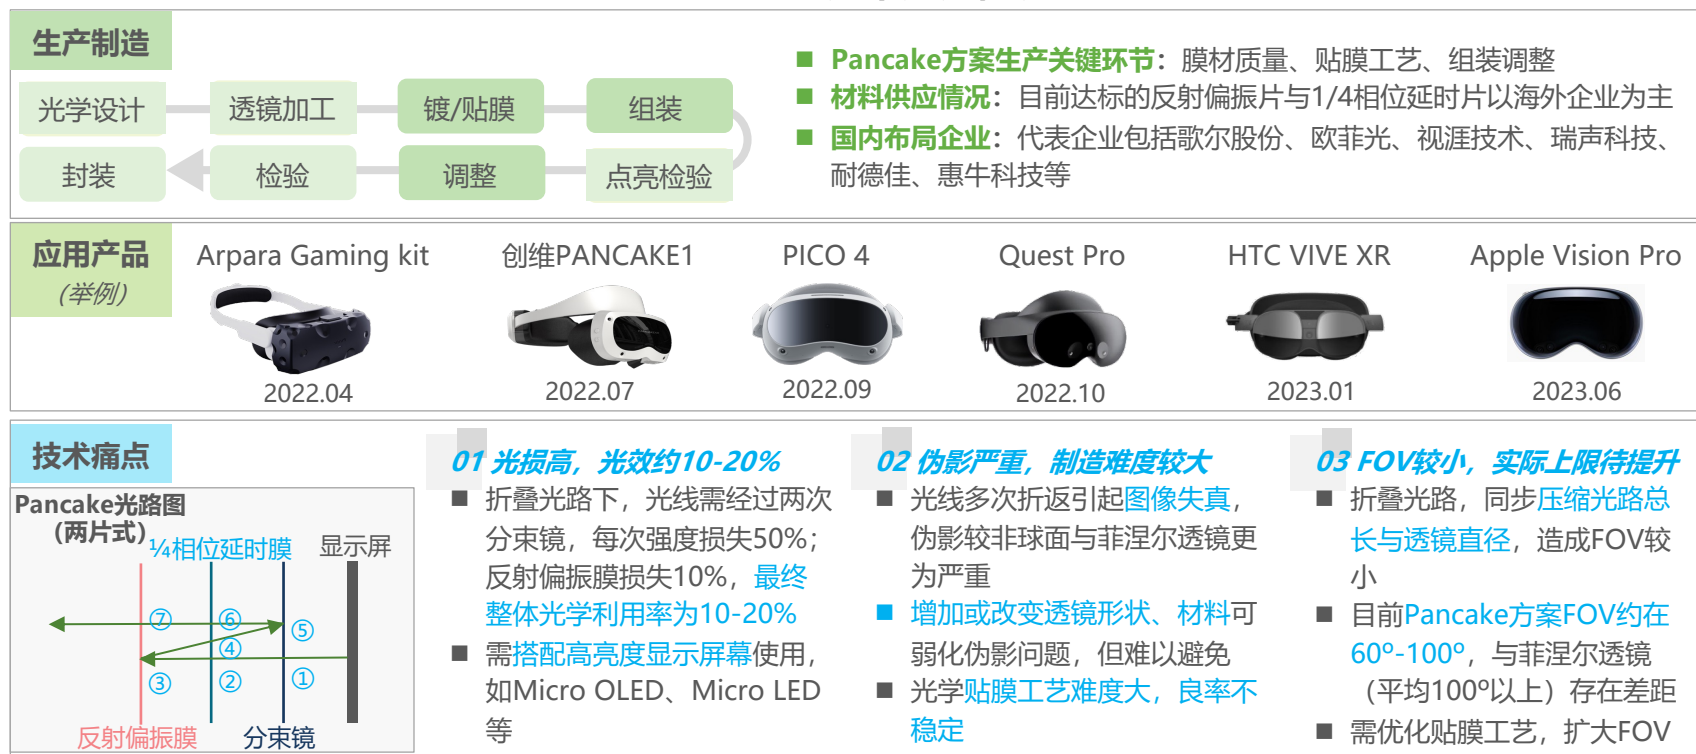 生产制造
光学设计 透镜加工 镀/贴膜 组装
封装 检验 调整 点亮检验
■ Pancake方案生产关键环节：膜材质量、贴膜工艺、组装调整
■ 材料供应情况：目前达标的反射偏振片与1/4相位延时片以海外企业为主
■ 国内布局企业：代表企业包括歌尔股份、欧菲光、视涯技术、瑞声科技、
耐德佳、惠牛科技等
应用产品
(举例)
Arpara Gaming kit 创维PANCAKE1 PICO 4 Quest Pro HTC VIVE XR Apple Vision Pro
2022.04 2022.07 2022.09 2022.10 2023.01 2023.06
技术痛点
Pancake光路图
(两片式)
¼相位延时膜 显示屏
⑦ ⑥ ⑤
④
③ ② ①
反射偏振膜 分束镜
01 光损高，光效约10-20%
■ 折叠光路下，光线需经过两次
分束镜，每次强度损失50%；
反射偏振膜损失10%，最终
整体光学利用率为10-20%
■ 需搭配高亮度显示屏幕使用，
如Micro OLED、Micro LED
等
02 伪影严重，制造难度较大
■ 光线多次折返引起图像失真，
伪影较非球面与菲涅尔透镜更
为严重
■ 增加或改变透镜形状、材料可
弱化伪影问题，但难以避免
■ 光学贴膜工艺难度大，良率不
稳定
03 FOV较小，实际上限待提升
■ 折叠光路，同步压缩光路总
长与透镜直径，造成FOV较
小
■ 目前Pancake方案FOV约在
60º-100º，与菲涅尔透镜
（平均100º以上）存在差距
■ 需优化贴膜工艺，扩大FOV